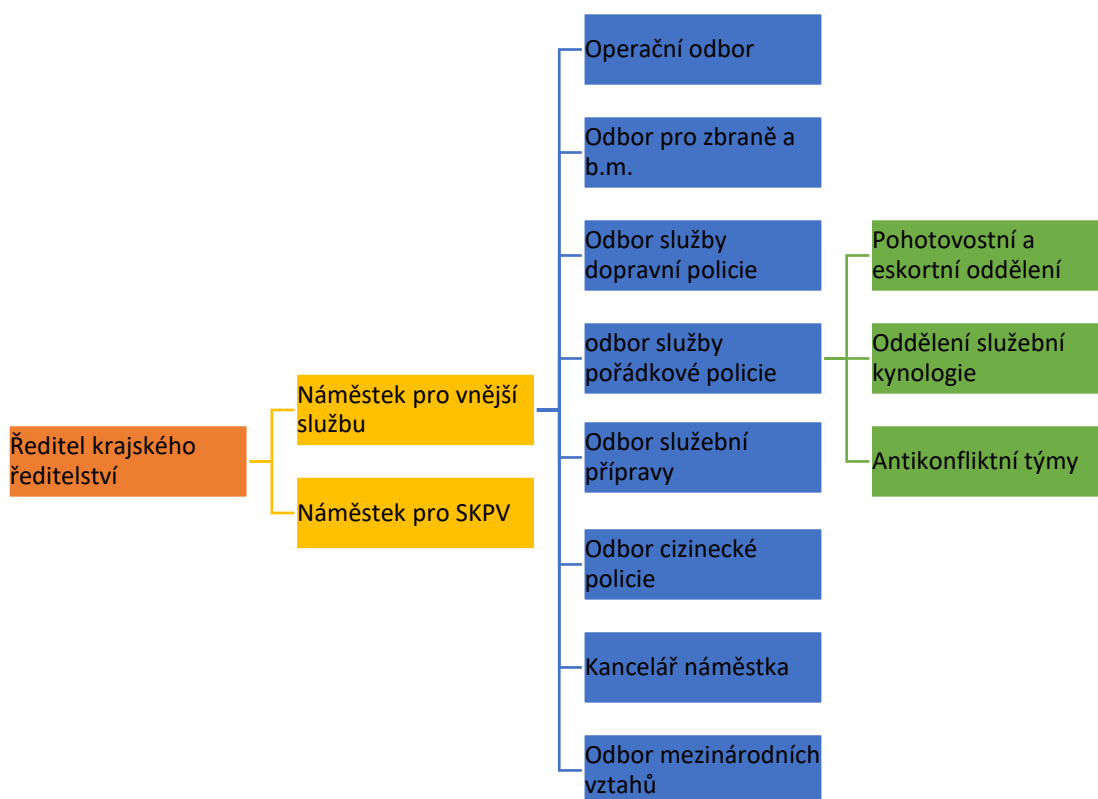 Ředitel krajského
ředitelství
Náměstek pro vnější
službu
Náměstek pro SKPV
Operační odbor
Odbor pro zbraně a
b.m.
Odbor služby
dopravní policie
odbor služby
pořádkové policie
Odbor služební
přípravy
Odbor cizinecké
policie
Kancelář náměstka
Odbor mezinárodních
vztahů
Pohotovostní a
eskortní oddělení
Oddělení služební
kynologie
Antikonfliktní týmy